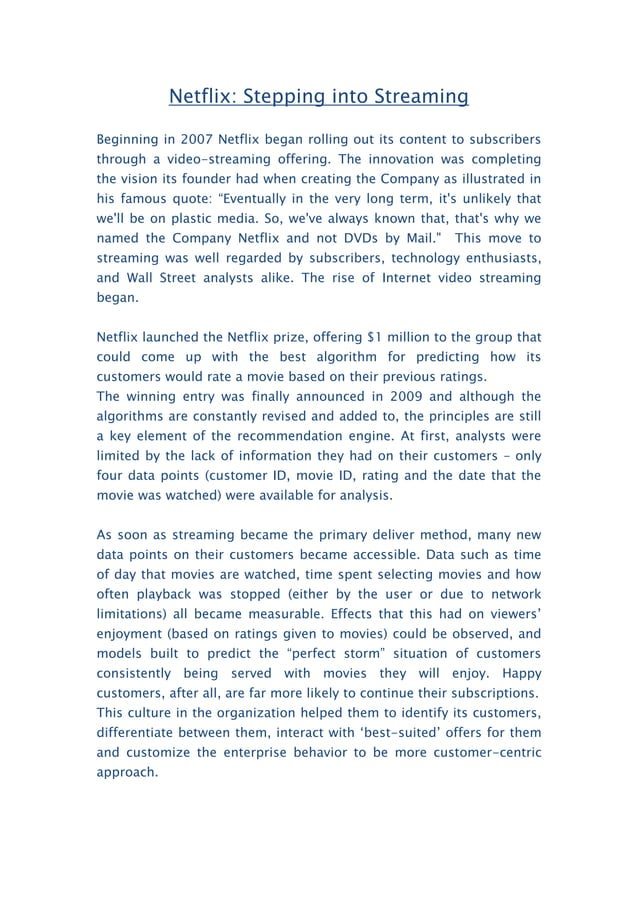 Netflix: Stepping into Streaming
Beginning in 2007 Netflix began rolling out its content to subscribers
through a video-streaming offering. The innovation was completing
the vision its founder had when creating the Company as illustrated in
his famous quote: “Eventually in the very long term, it's unlikely that
we'll be on plastic media. So, we've always known that, that's why we
named the Company Netflix and not DVDs by Mail." This move to
streaming was well regarded by subscribers, technology enthusiasts,
and Wall Street analysts alike. The rise of Internet video streaming
began.
Netflix launched the Netflix prize, offering $1 million to the group that
could come up with the best algorithm for predicting how its
customers would rate a movie based on their previous ratings.
The winning entry was finally announced in 2009 and although the
algorithms are constantly revised and added to, the principles are still
a key element of the recommendation engine. At first, analysts were
limited by the lack of information they had on their customers – only
four data points (customer ID, movie ID, rating and the date that the
movie was watched) were available for analysis.
As soon as streaming became the primary deliver method, many new
data points on their customers became accessible. Data such as time
of day that movies are watched, time spent selecting movies and how
often playback was stopped (either by the user or due to network
limitations) all became measurable. Effects that this had on viewers’
enjoyment (based on ratings given to movies) could be observed, and
models built to predict the “perfect storm” situation of customers
consistently being served with movies they will enjoy. Happy
customers, after all, are far more likely to continue their subscriptions.
This culture in the organization helped them to identify its customers,
differentiate between them, interact with ‘best-suited’ offers for them
and customize the enterprise behavior to be more customer-centric
approach.